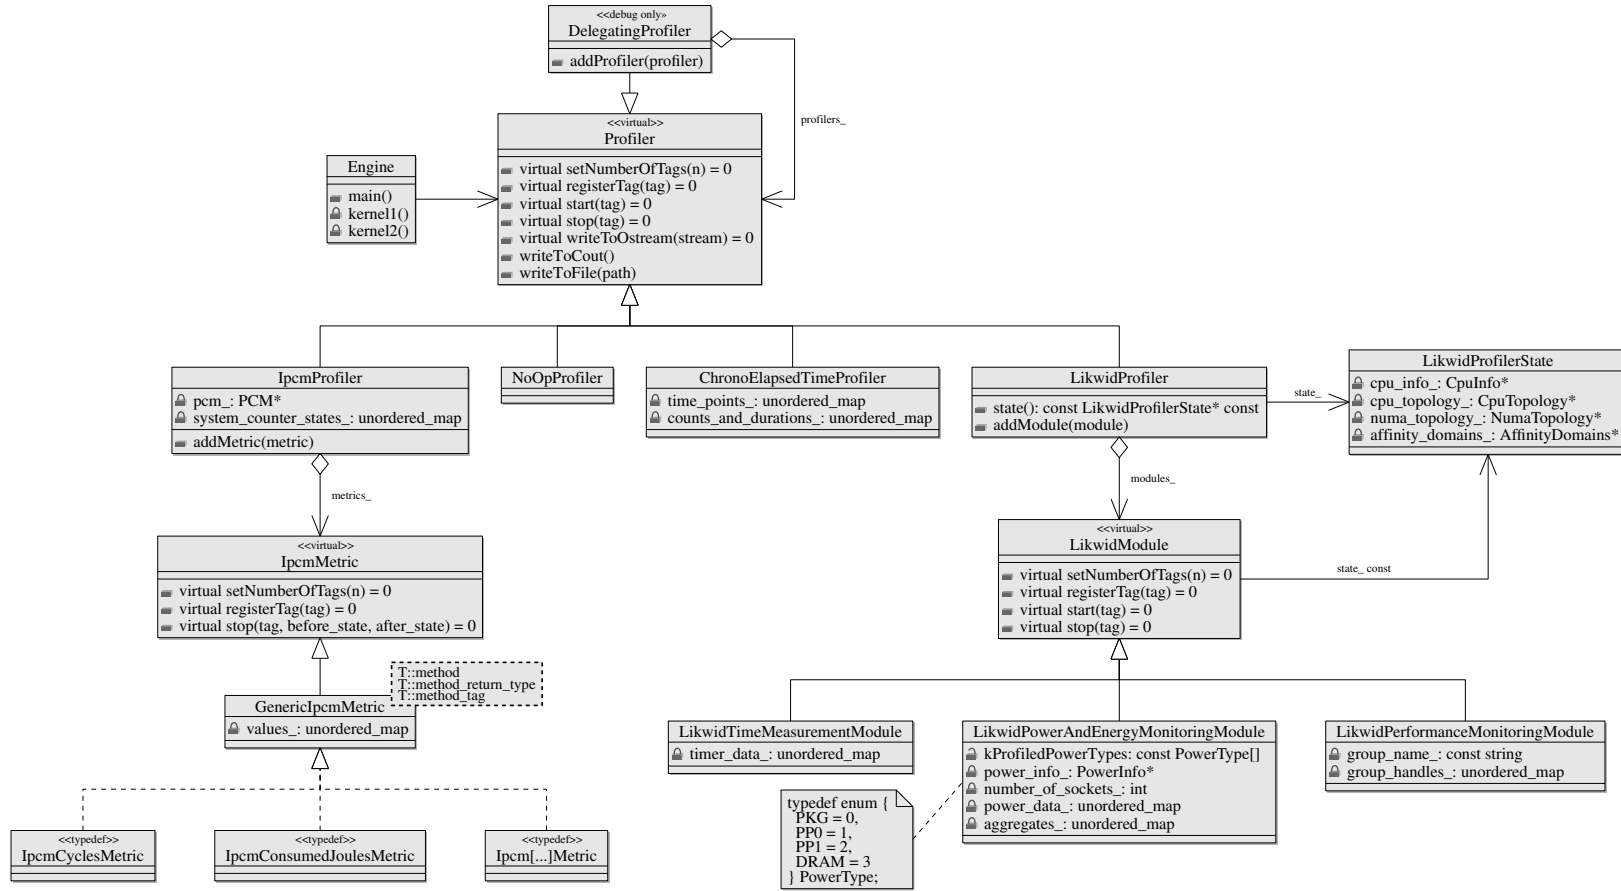 <<debug only»
DelegatingProfiler
addProfiler(profiler)
profilers_
<<virtual>>
Profiler
virtual setNumberOfTags(n) = 0
virtual registerTag(tag) = 0
virtual start(tag) = 0
virtual stop(tag) = 0
virtual writeToOstream(stream) = 0
writeToCout()
writeToFile(path)
Engine
main()
kernel1()
kernel2()
IpcmProfiler
pcm_: PCM*
system_counter_states_: unordered_map
addMetric(metric)
NoOpProfiler
ChronoElapsedTimeProfiler
time_points_: unordered_map
counts_and_durations_: unordered_map
LikwidProfiler
state(): const LikwidProfilerState* const
addModule(module)
state_
LikwidProfilerState
cpu_info_: CpuInfo*
cpu_topology_: CpuTopology*
numa_topology_: NumaTopology*
affinity_domains_: AffinityDomains*
metrics_
modules_
<<virtual>>
IpcmMetric
virtual setNumberOfTags(n) = 0
virtual registerTag(tag) = 0
virtual stop(tag, before_state, after_state) = 0
<<virtual>>
LikwidModule
virtual setNumberOfTags(n) = 0
virtual registerTag(tag) = 0
virtual start(tag) = 0
virtual stop(tag) = 0
state_ const
T::method
T::method_return_type
T::method_tag
GenericIpcmMetric
values_: unordered_map
LikwidTimeMeasurementModule
timer_data_: unordered_map
LikwidPowerAndEnergyMonitoringModule
kProfiledPowerTypes: const PowerType[]
power_info_: PowerInfo*
number_of_sockets_: int
power_data_: unordered_map
aggregates_: unordered_map
LikwidPerformanceMonitoringModule
group_name_: const string
group_handles_: unordered_map
typedef enum {
PKG = 0,
PP0 = 1,
PP1 = 2,
DRAM = 3
} PowerType;
<<typedef>>
IpcmCyclesMetric
<<typedef>>
IpcmConsumedJoulesMetric
<<typedef>>
Ipcm[...]Metric